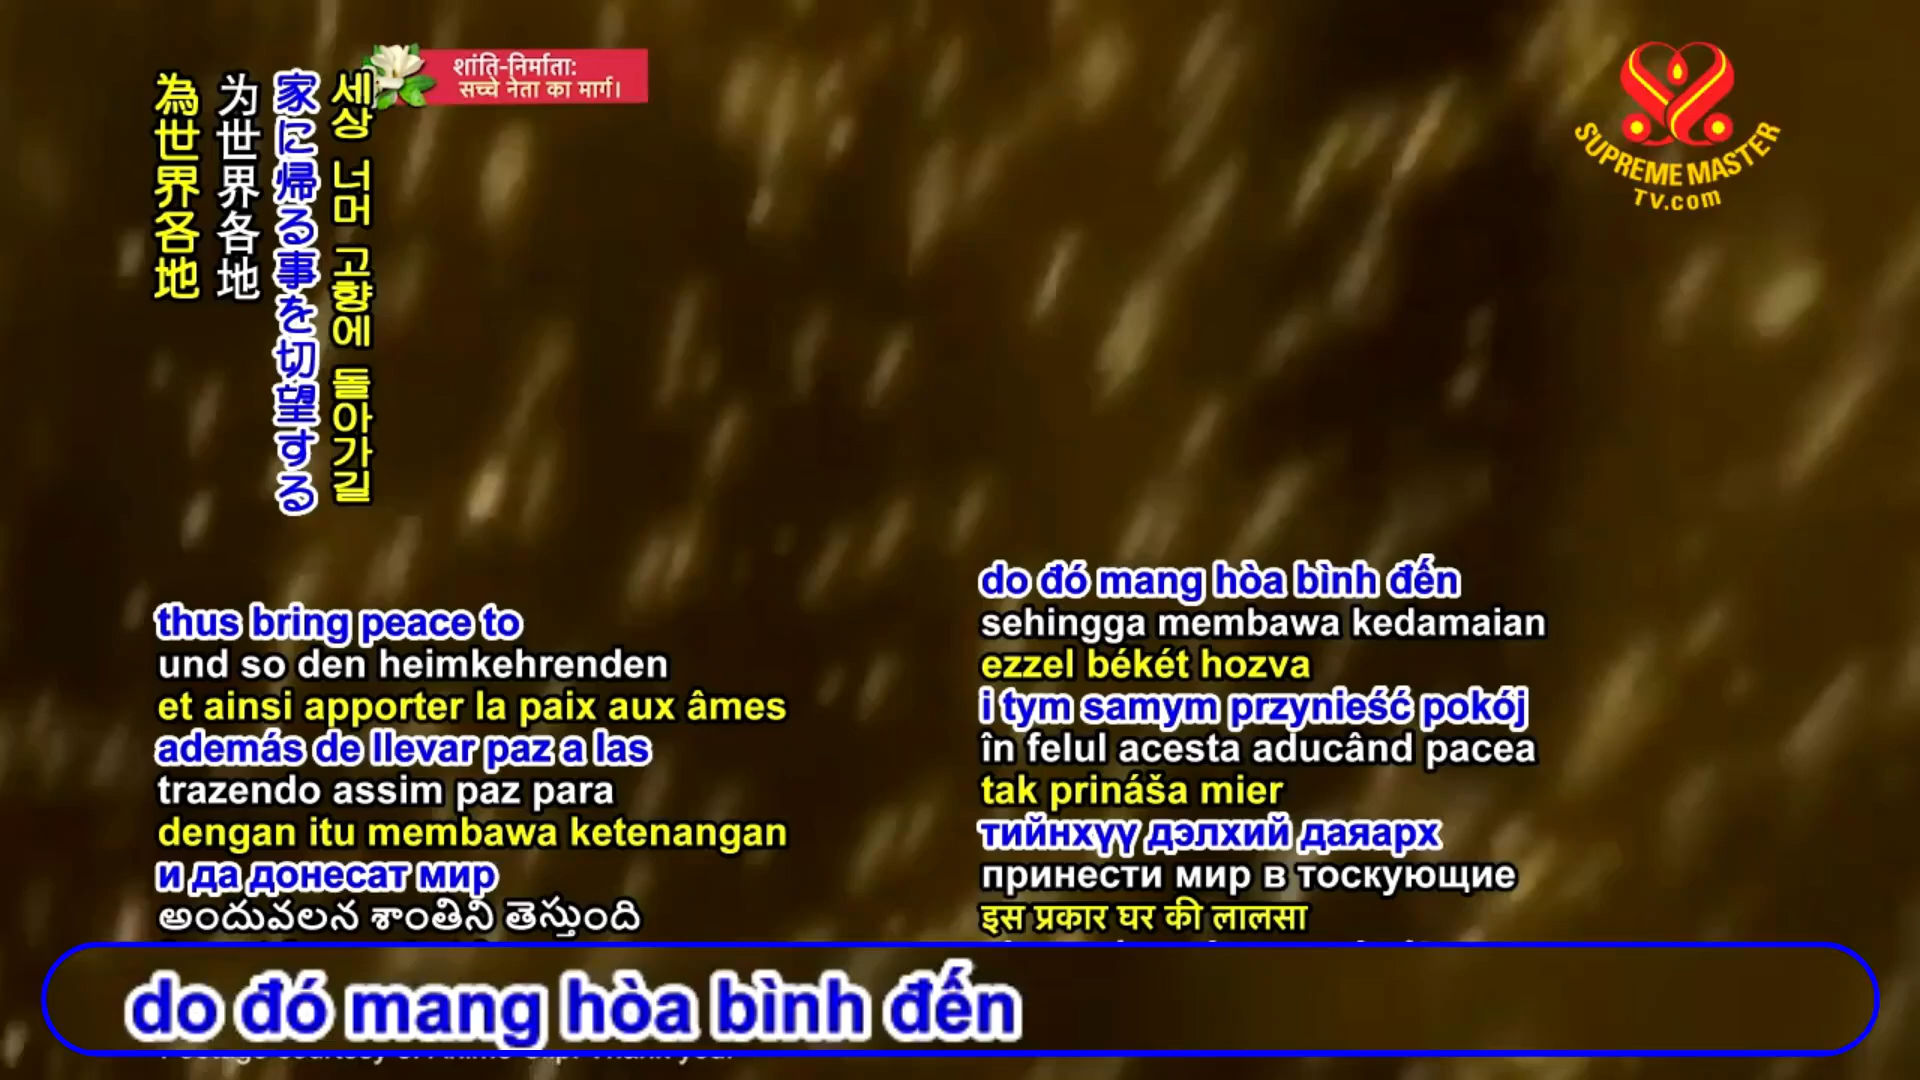 शांति-निर्माता:
सच्चे नेता का मार्ग।
SUPREME MASTER
TV.com
為世界各地
为世界各地
家に帰る事を切望する
세상 너머 고향에 돌아가길
thus bring peace to
und so den heimkehrenden
et ainsi apporter la paix aux âmes
además de llevar paz a las
trazendo assim paz para
dengan itu membawa ketenangan
и да донесат мир
అందువలన శాంతిని తెస్తుంది
do đó mang hòa bình đến
sehingga membawa kedamaian
ezzel békét hozva
i tym samym przynieść pokój
în felul acesta aducând pacea
tak prináša mier
тийнхүү дэлхий даяарх
принести мир в тоскующие
इस प्रकार घर की लालसा
do đó mang hòa bình đến